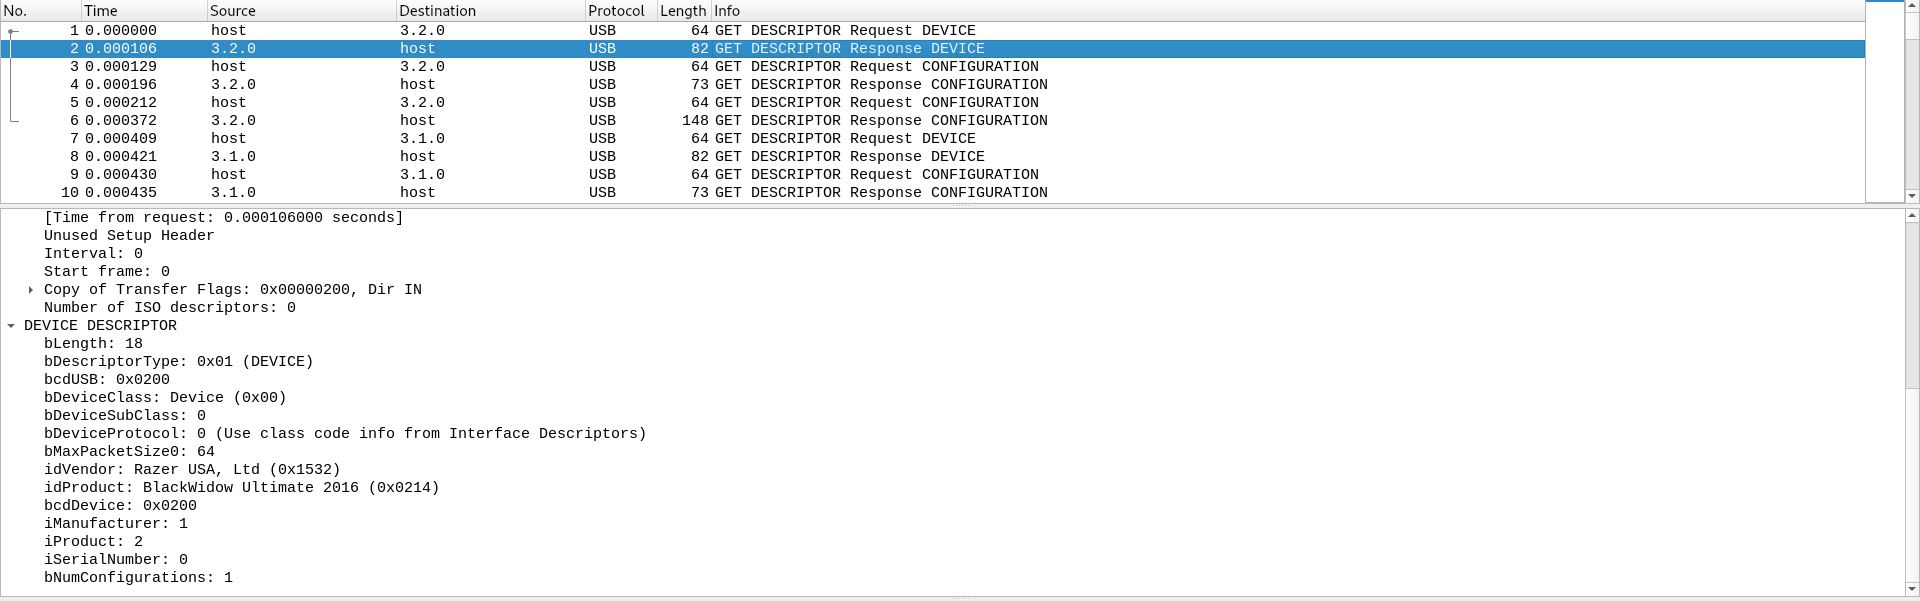 No. Time Source Destination Protocol Length Info
1 0.000000 host 3.2.0 USB 64 GET DESCRIPTOR Request DEVICE
2 0.000106 3.2.0 host USB 82 GET DESCRIPTOR Response DEVICE
3 0.000129 host 3.2.0 USB 64 GET DESCRIPTOR Request CONFIGURATION
4 0.000196 3.2.0 host USB 73 GET DESCRIPTOR Response CONFIGURATION
5 0.000212 host 3.2.0 USB 64 GET DESCRIPTOR Request CONFIGURATION
6 0.000372 3.2.0 host USB 148 GET DESCRIPTOR Response CONFIGURATION
7 0.000409 host 3.1.0 USB 64 GET DESCRIPTOR Request DEVICE
8 0.000421 3.1.0 host USB 82 GET DESCRIPTOR Response DEVICE
9 0.000430 host 3.1.0 USB 64 GET DESCRIPTOR Request CONFIGURATION
10 0.000435 3.1.0 host USB 73 GET DESCRIPTOR Response CONFIGURATION
[Time from request: 0.000106000 seconds]
Unused Setup Header
Interval: 0
Start frame: 0
Copy of Transfer Flags: 0x00000200, Dir IN
Number of ISO descriptors: 0
DEVICE DESCRIPTOR
bLength: 18
bDescriptorType: 0x01 (DEVICE)
bcdUSB: 0x0200
bDeviceClass: Device (0x00)
bDeviceSubClass: 0
bDeviceProtocol: 0 (Use class code info from Interface Descriptors)
bMaxPacketSize0: 64
idVendor: Razer USA, Ltd (0x1532)
idProduct: BlackWidow Ultimate 2016 (0x0214)
bcdDevice: 0x0200
iManufacturer: 1
iProduct: 2
iSerialNumber: 0
bNumConfigurations: 1